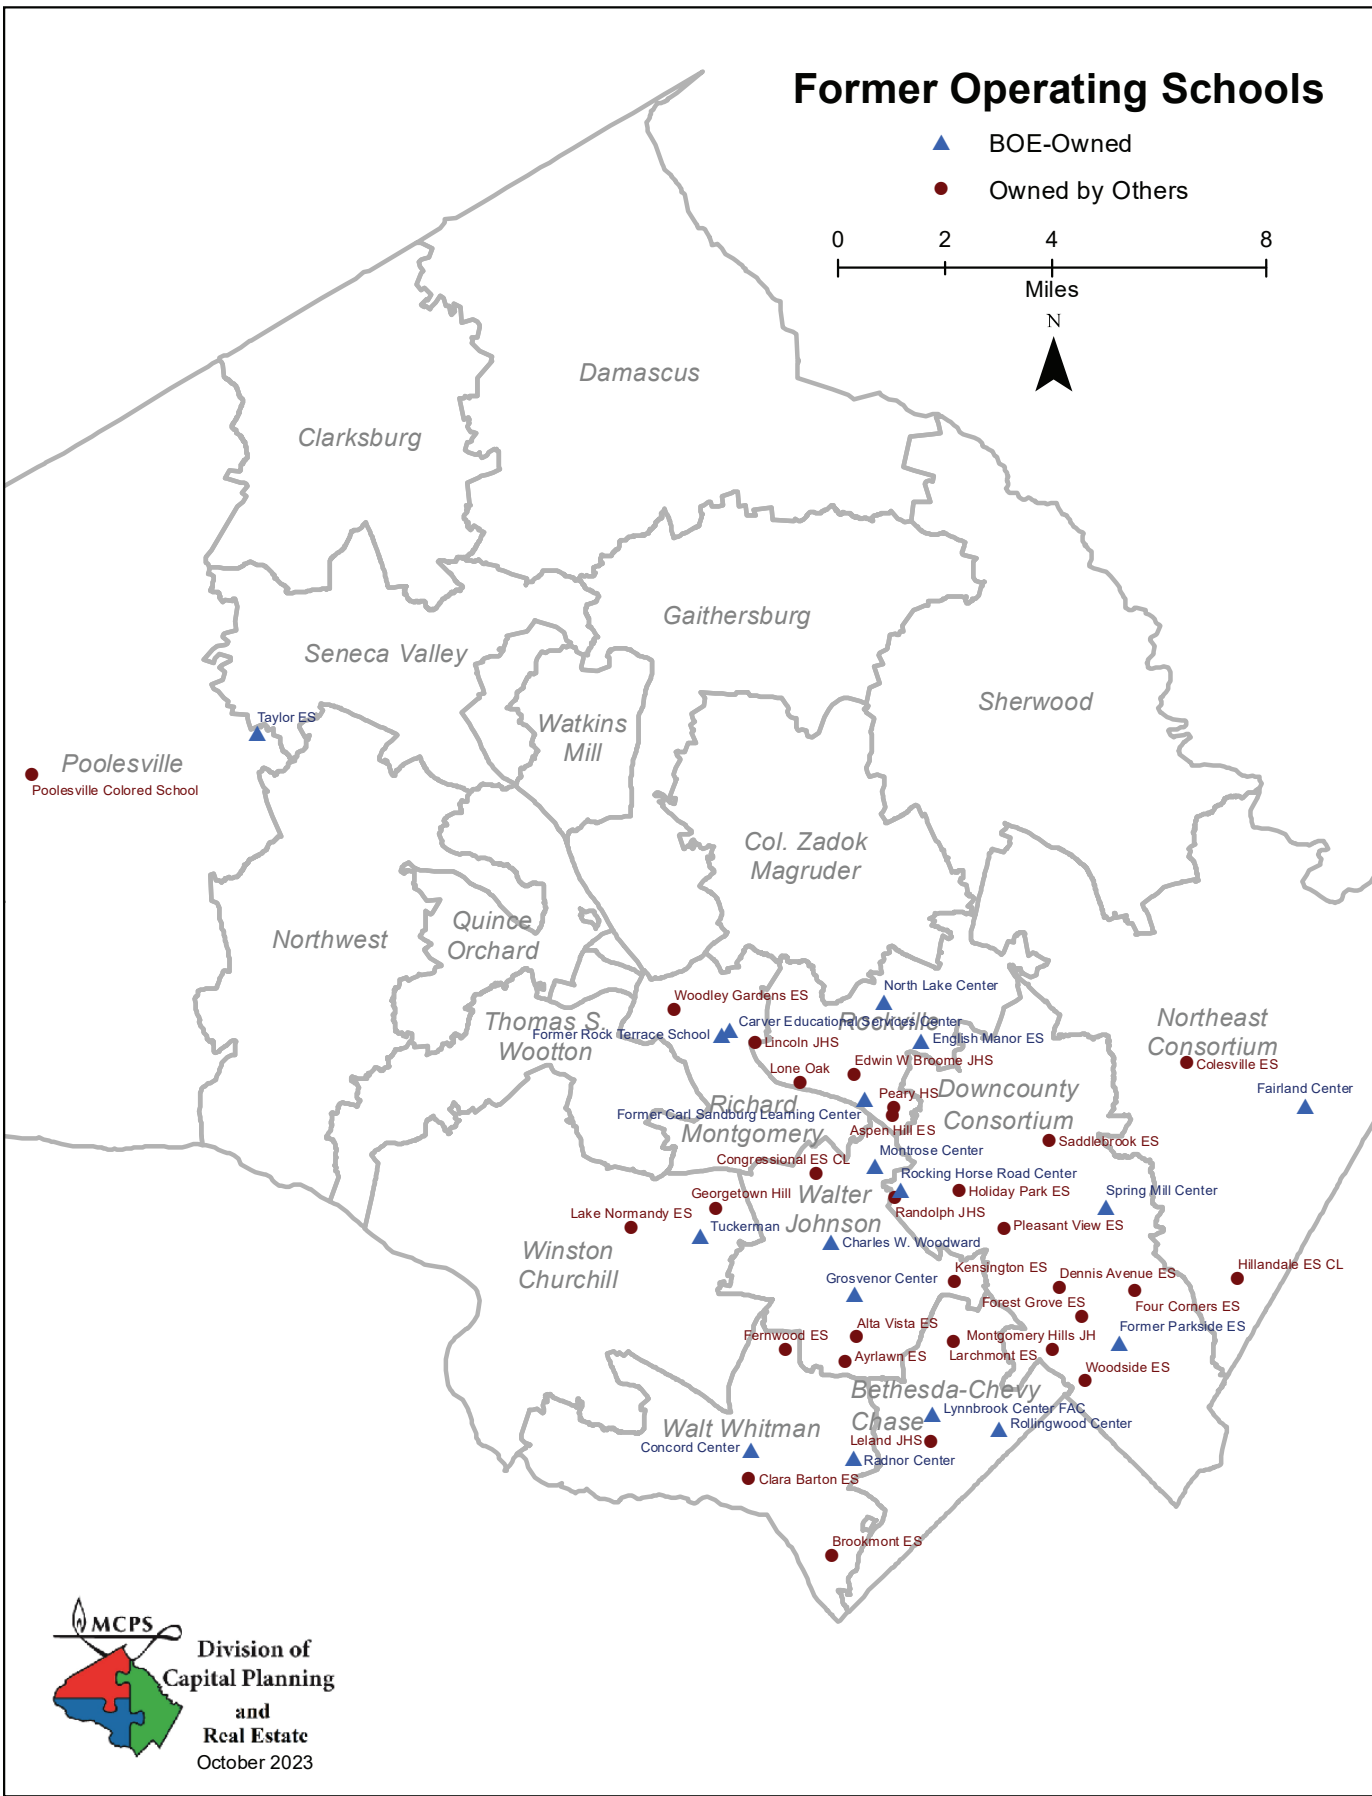 Former Operating Schools
BOE-Owned
Owned by Others
0 2 4 8
Miles
N
Damascus
Clarksburg
Gaithersburg
Seneca Valley
Sherwood
Taylor ES
Watkins
Mill
Poolesville
Poolesville Colored School
Col. Zadok
Magruder
Quince
Orchard
Northwest
North Lake Center
Woodley Gardens ES
Thomas S.
Wootton
Carver Educational Services Center
Rockville
Former Rock Terrace School
Lincoln JHS
English Manor ES
Northeast
Consortium
Colesville ES
Lone Oak
Edwin W Broome JHS
Fairland Center
Downcounty
Consortium
Peary HS
Richard
Montgomery
Former Carl Sandburg Learning Center
Aspen Hill ES
Saddlebrook ES
Montrose Center
Congressional ES CL
Rocking Horse Road Center
Georgetown Hill
Walter
Johnson
Holiday Park ES
Spring Mill Center
Lake Normandy ES
Randolph JHS
Tuckerman
Pleasant View ES
Charles W. Woodward
Winston
Churchill
Kensington ES
Dennis Avenue ES
Hillandale ES CL
Grosvenor Center
Forest Grove ES
Four Corners ES
Alta Vista ES
Former Parkside ES
Fernwood ES
Montgomery Hills JH
Ayrlawn ES
Larchmont ES
Woodside ES
Bethesda-Chevy
Chase
Lynnbrook Center FAC
Rollingwood Center
Walt Whitman
Leland JHS
Concord Center
Radnor Center
Clara Barton ES
Brookmont ES
MCPS
Division of
Capital Planning
and
Real Estate
October 2023